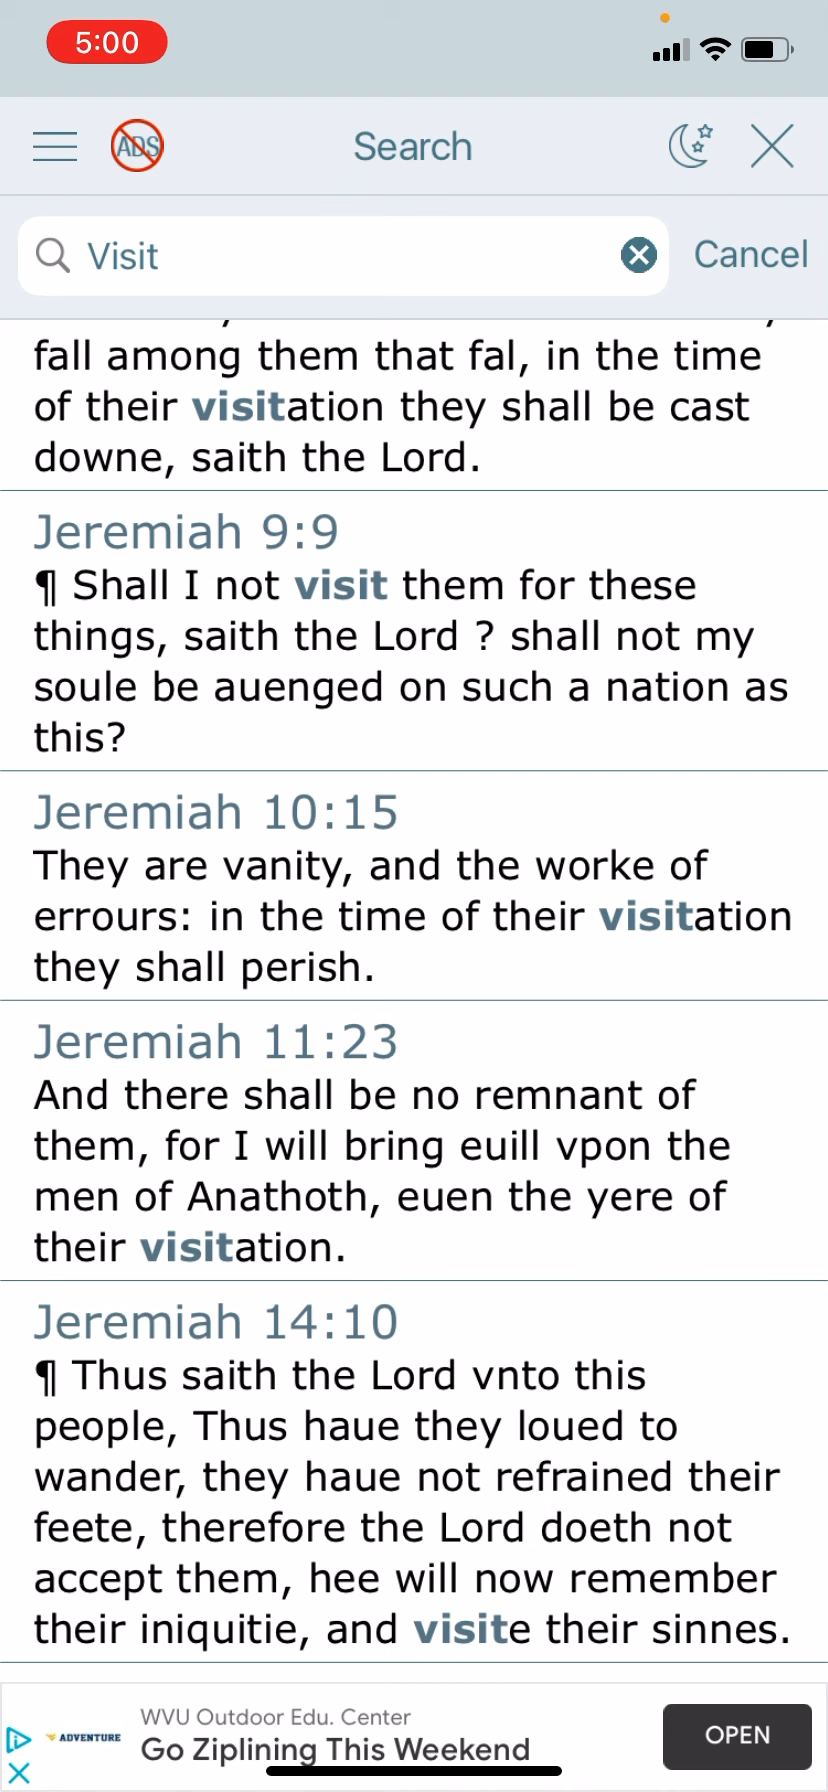 5:00
ADS
Search
Visit
Cancel
fall among them that fal, in the time
of their visitation they shall be cast
downe, saith the Lord.
Jeremiah 9:9
¶ Shall I not visit them for these
things, saith the Lord ? shall not my
soule be auenged on such a nation as
this?
Jeremiah 10:15
They are vanity, and the worke of
errours: in the time of their visitation
they shall perish.
Jeremiah 11:23
And there shall be no remnant of
them, for I will bring euill vpon the
men of Anathoth, euen the yere of
their visitation.
Jeremiah 14:10
¶ Thus saith the Lord vnto this
people, Thus haue they loued to
wander, they haue not refrained their
feete, therefore the Lord doeth not
accept them, hee will now remember
their iniquitie, and visite their sinnes.
WVU Outdoor Edu. Center
ADVENTURE
Go Ziplining This Weekend
OPEN